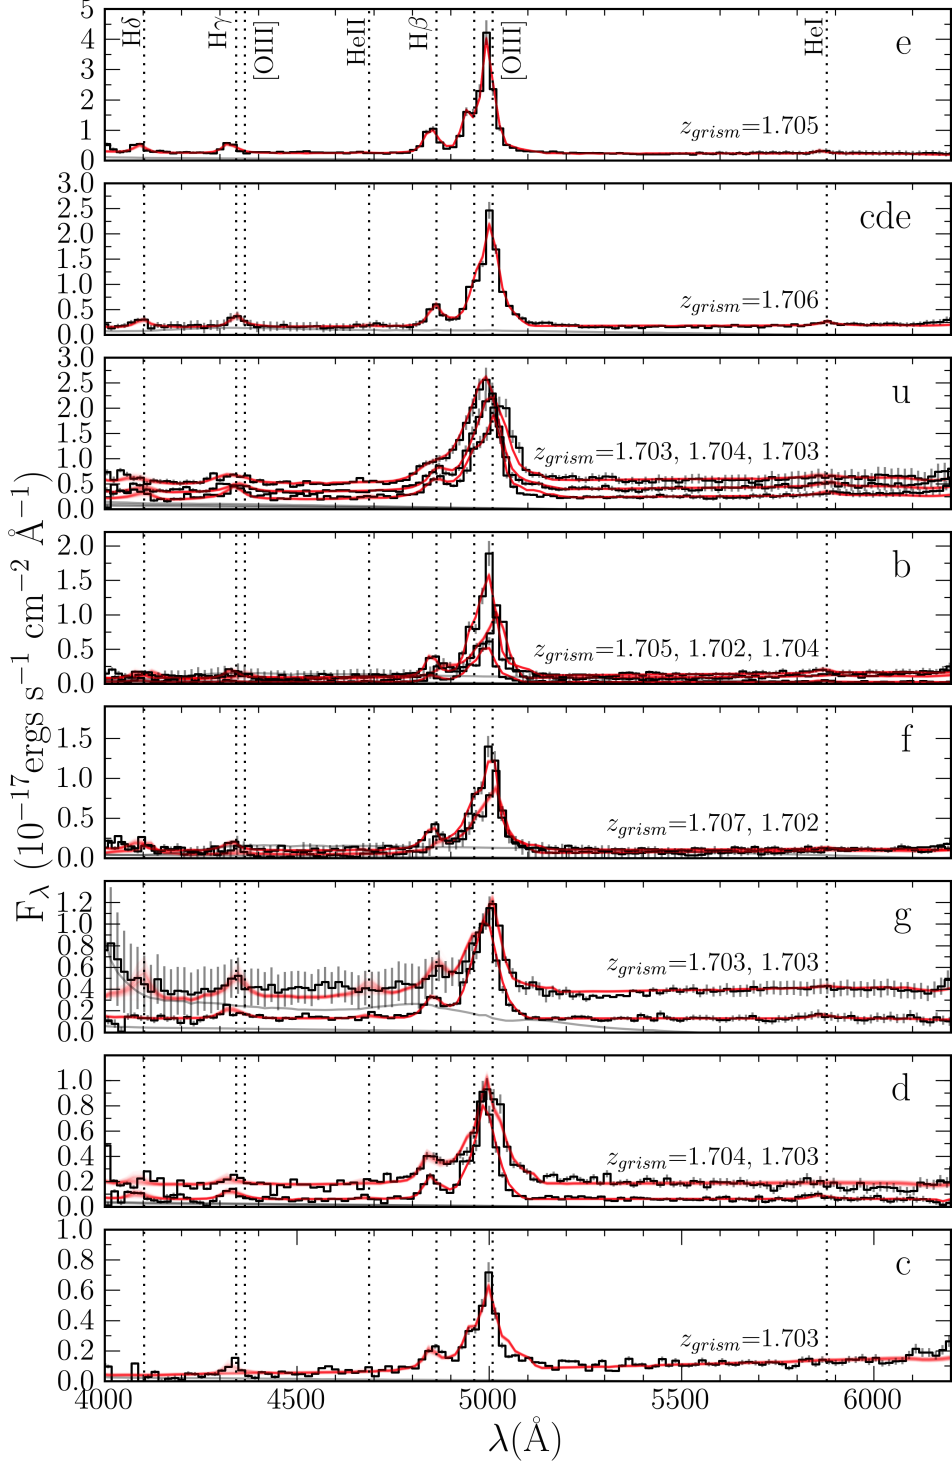 Hδ Hγ [OIII] HeII Hβ [OIII] HeI
5
4
3
2
1
0
e
z_grism=1.705
3.0
2.5
2.0
1.5
1.0
0.5
0.0
cde
z_grism=1.706
3.0
2.5
2.0
1.5
1.0
0.5
0.0
u
z_grism=1.703, 1.704, 1.703
2.0
1.5
1.0
0.5
0.0
b
z_grism=1.705, 1.702, 1.704
1.5
1.0
0.5
0.0
f
z_grism=1.707, 1.702
1.2
1.0
0.8
0.6
0.4
0.2
0.0
g
z_grism=1.703, 1.703
1.0
0.8
0.6
0.4
0.2
0.0
d
z_grism=1.704, 1.703
1.0
0.8
0.6
0.4
0.2
0.0
c
z_grism=1.703
4000 4500 5000 5500 6000
λ(Å)
F_λ (10⁻¹⁷ergs s⁻¹ cm⁻² Å⁻¹)